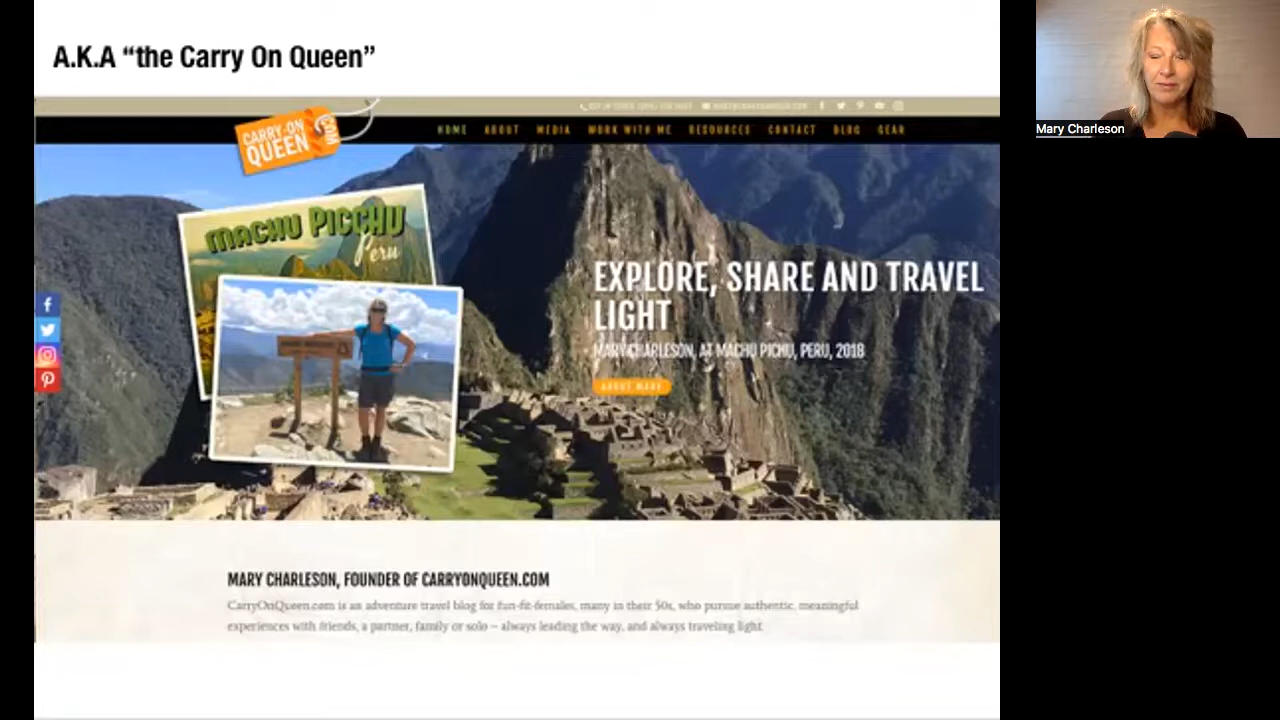 A.K.A “the Carry On Queen”
Mary Charleson
CARRY-ON
QUEEN
.COM
HOME ABOUT MEDIA WORK WITH ME RESOURCES CONTACT BLOG GEAR
MACHU PICCHU
Peru
EXPLORE, SHARE AND TRAVEL
LIGHT
MARY CHARLESON, AT MACHU PICHU, PERU, 2018
ABOUT MARY
MARY CHARLESON, FOUNDER OF CARRYONQUEEN.COM
CarryOnQueen.com is an adventure travel blog for fun-fit-females, many in their 50s, who pursue authentic, meaningful
experiences with friends, a partner, family or solo – always leading the way, and always traveling light.